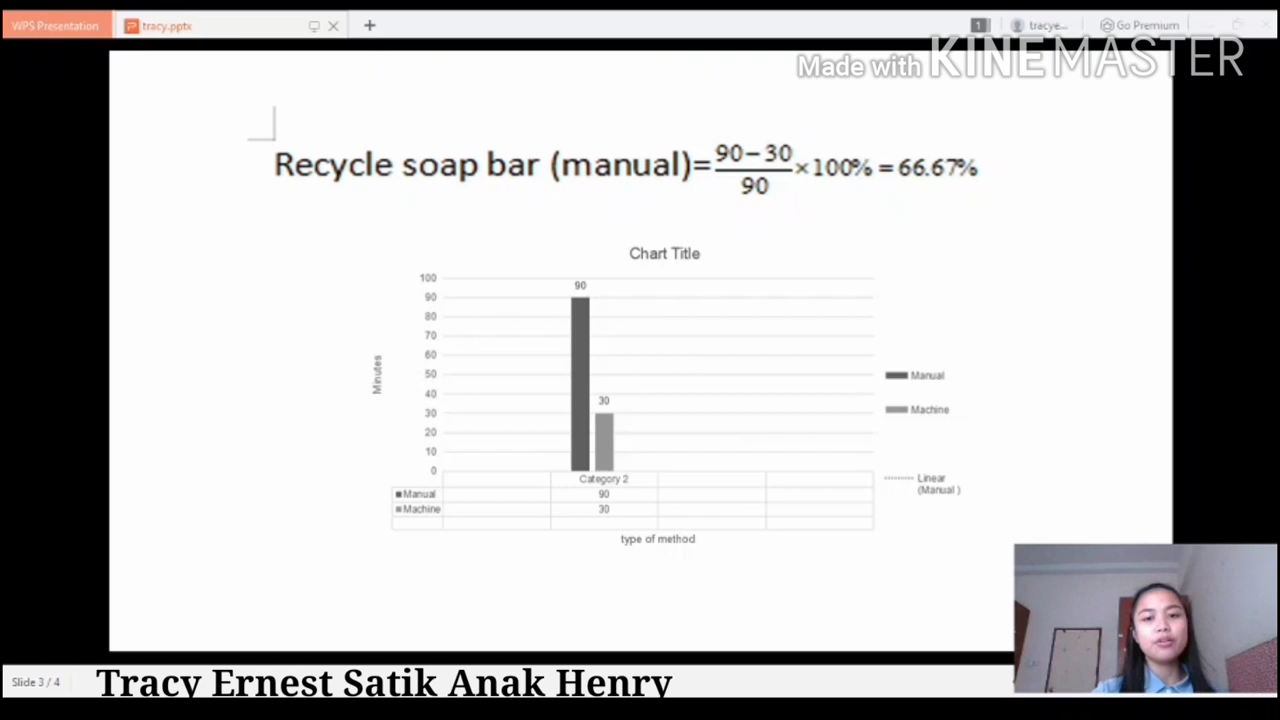 WPS Presentation
tracy.pptx
1
tracye...
Go Premium
Made with KINEMASTER
Recycle soap bar (manual)=90−30/90×100%=66.67%
Chart Title
100
90
80
70
60
50
40
30
20
10
0
Minutes
90
30
Manual
Machine
Linear
(Manual )
Category 2
Manual 90
Machine 30
type of method
Slide 3 / 4
Tracy Ernest Satik Anak Henry